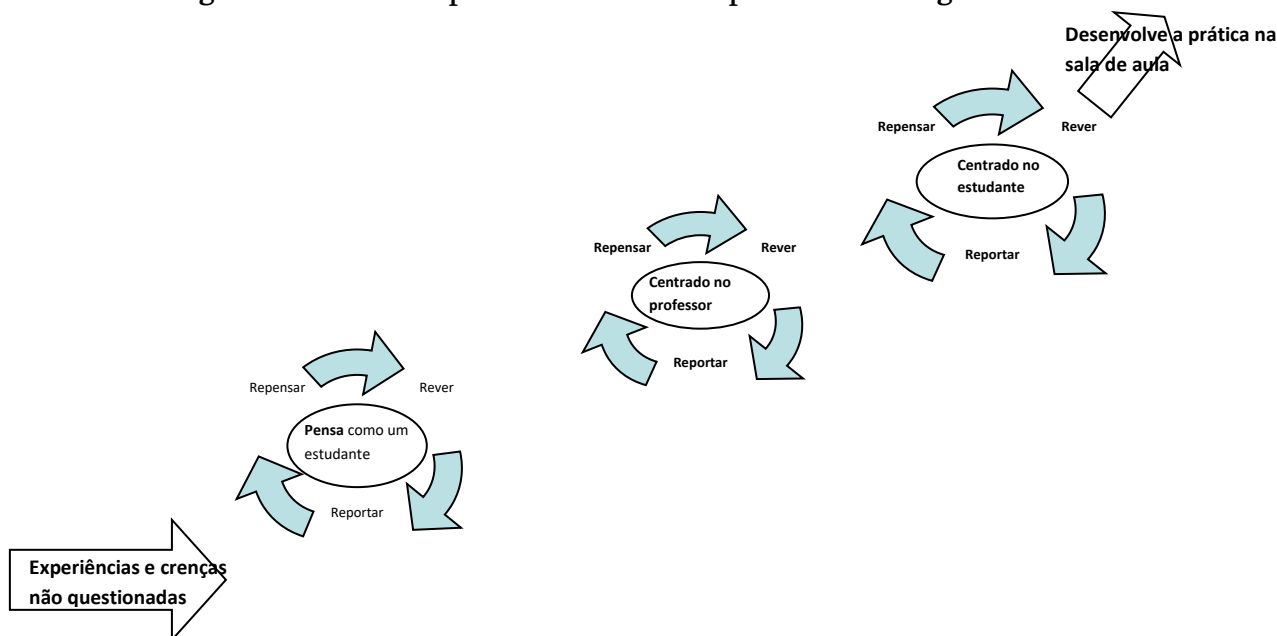 Desenvolve a prática na
sala de aula
Repensar
Rever
Centrado no
estudante
Reportar
Repensar
Rever
Centrado no
professor
Reportar
Repensar
Rever
Pensa como um
estudante
Reportar
Experiências e crenças
não questionadas